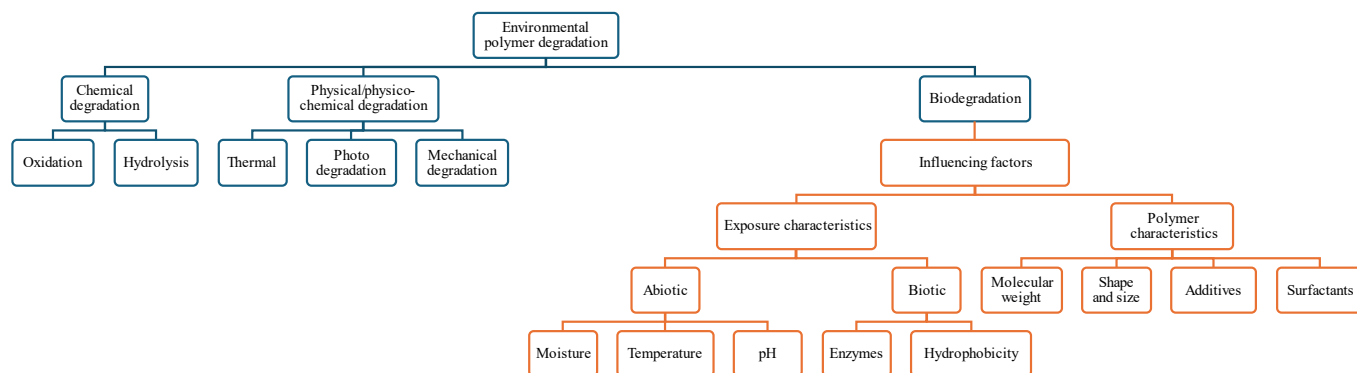 Environmental
polymer degradation
Chemical
degradation
Physical/physico-
chemical degradation
Biodegradation
Oxidation
Hydrolysis
Thermal
Photo
degradation
Mechanical
degradation
Influencing factors
Exposure characteristics
Polymer
characteristics
Abiotic
Biotic
Molecular
weight
Shape
and size
Additives
Surfactants
Moisture
Temperature
pH
Enzymes
Hydrophobicity